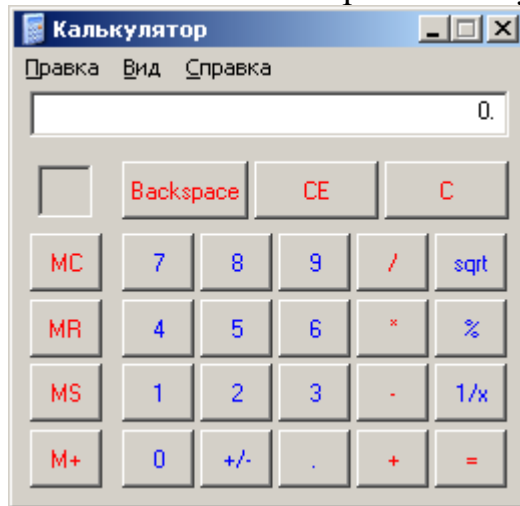 Калькулятор
Правка Вид Справка
0.
Backspace CE C
MC 7 8 9 / sqrt
MR 4 5 6 * %
MS 1 2 3 - 1/x
M+ 0 +/- . + =